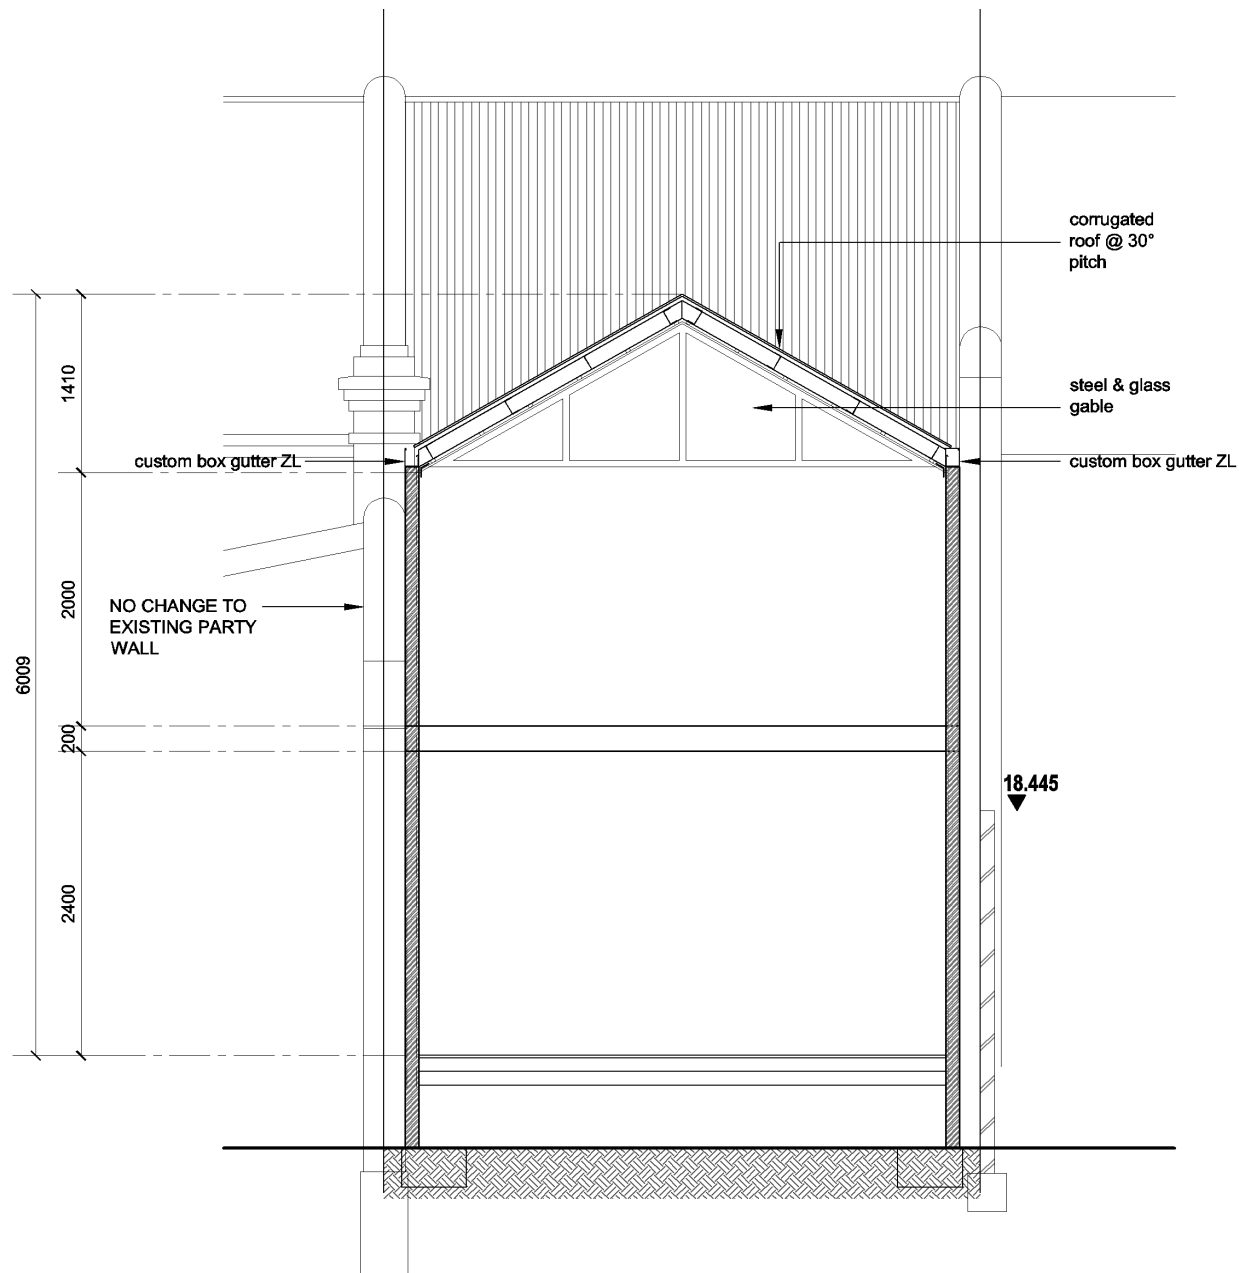 corrugated
roof @ 30°
pitch
1410
steel & glass
gable
custom box gutter ZL
custom box gutter ZL
2000
NO CHANGE TO
EXISTING PARTY
WALL
6009
200
18.445
2400